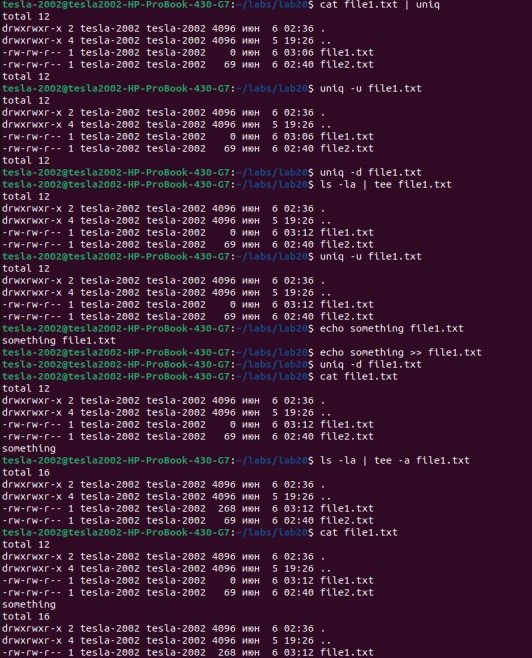 tesla-2002@tesla2002-HP-ProBook-430-G7:~/labs/lab20$ cat file1.txt | uniq
total 12
drwxrwxr-x 2 tesla-2002 tesla-2002 4096 июн  6 02:36 .
drwxrwxr-x 4 tesla-2002 tesla-2002 4096 июн  5 19:26 ..
-rw-rw-r-- 1 tesla-2002 tesla-2002    0 июн  6 03:06 file1.txt
-rw-rw-r-- 1 tesla-2002 tesla-2002   69 июн  6 02:40 file2.txt
total 12
tesla-2002@tesla2002-HP-ProBook-430-G7:~/labs/lab20$ uniq -u file1.txt
total 12
drwxrwxr-x 2 tesla-2002 tesla-2002 4096 июн  6 02:36 .
drwxrwxr-x 4 tesla-2002 tesla-2002 4096 июн  5 19:26 ..
-rw-rw-r-- 1 tesla-2002 tesla-2002    0 июн  6 03:06 file1.txt
-rw-rw-r-- 1 tesla-2002 tesla-2002   69 июн  6 02:40 file2.txt
total 12
tesla-2002@tesla2002-HP-ProBook-430-G7:~/labs/lab20$ uniq -d file1.txt
tesla-2002@tesla2002-HP-ProBook-430-G7:~/labs/lab20$ ls -la | tee file1.txt
total 12
drwxrwxr-x 2 tesla-2002 tesla-2002 4096 июн  6 02:36 .
drwxrwxr-x 4 tesla-2002 tesla-2002 4096 июн  5 19:26 ..
-rw-rw-r-- 1 tesla-2002 tesla-2002    0 июн  6 03:12 file1.txt
-rw-rw-r-- 1 tesla-2002 tesla-2002   69 июн  6 02:40 file2.txt
tesla-2002@tesla2002-HP-ProBook-430-G7:~/labs/lab20$ uniq -u file1.txt
total 12
drwxrwxr-x 2 tesla-2002 tesla-2002 4096 июн  6 02:36 .
drwxrwxr-x 4 tesla-2002 tesla-2002 4096 июн  5 19:26 ..
-rw-rw-r-- 1 tesla-2002 tesla-2002    0 июн  6 03:12 file1.txt
-rw-rw-r-- 1 tesla-2002 tesla-2002   69 июн  6 02:40 file2.txt
tesla-2002@tesla2002-HP-ProBook-430-G7:~/labs/lab20$ echo something file1.txt
something file1.txt
tesla-2002@tesla2002-HP-ProBook-430-G7:~/labs/lab20$ echo something >> file1.txt
tesla-2002@tesla2002-HP-ProBook-430-G7:~/labs/lab20$ uniq -d file1.txt
tesla-2002@tesla2002-HP-ProBook-430-G7:~/labs/lab20$ cat file1.txt
total 12
drwxrwxr-x 2 tesla-2002 tesla-2002 4096 июн  6 02:36 .
drwxrwxr-x 4 tesla-2002 tesla-2002 4096 июн  5 19:26 ..
-rw-rw-r-- 1 tesla-2002 tesla-2002    0 июн  6 03:12 file1.txt
-rw-rw-r-- 1 tesla-2002 tesla-2002   69 июн  6 02:40 file2.txt
something
tesla-2002@tesla2002-HP-ProBook-430-G7:~/labs/lab20$ ls -la | tee -a file1.txt
total 16
drwxrwxr-x 2 tesla-2002 tesla-2002 4096 июн  6 02:36 .
drwxrwxr-x 4 tesla-2002 tesla-2002 4096 июн  5 19:26 ..
-rw-rw-r-- 1 tesla-2002 tesla-2002  268 июн  6 03:12 file1.txt
-rw-rw-r-- 1 tesla-2002 tesla-2002   69 июн  6 02:40 file2.txt
tesla-2002@tesla2002-HP-ProBook-430-G7:~/labs/lab20$ cat file1.txt
total 12
drwxrwxr-x 2 tesla-2002 tesla-2002 4096 июн  6 02:36 .
drwxrwxr-x 4 tesla-2002 tesla-2002 4096 июн  5 19:26 ..
-rw-rw-r-- 1 tesla-2002 tesla-2002    0 июн  6 03:12 file1.txt
-rw-rw-r-- 1 tesla-2002 tesla-2002   69 июн  6 02:40 file2.txt
something
total 16
drwxrwxr-x 2 tesla-2002 tesla-2002 4096 июн  6 02:36 .
drwxrwxr-x 4 tesla-2002 tesla-2002 4096 июн  5 19:26 ..
-rw-rw-r-- 1 tesla-2002 tesla-2002  268 июн  6 03:12 file1.txt